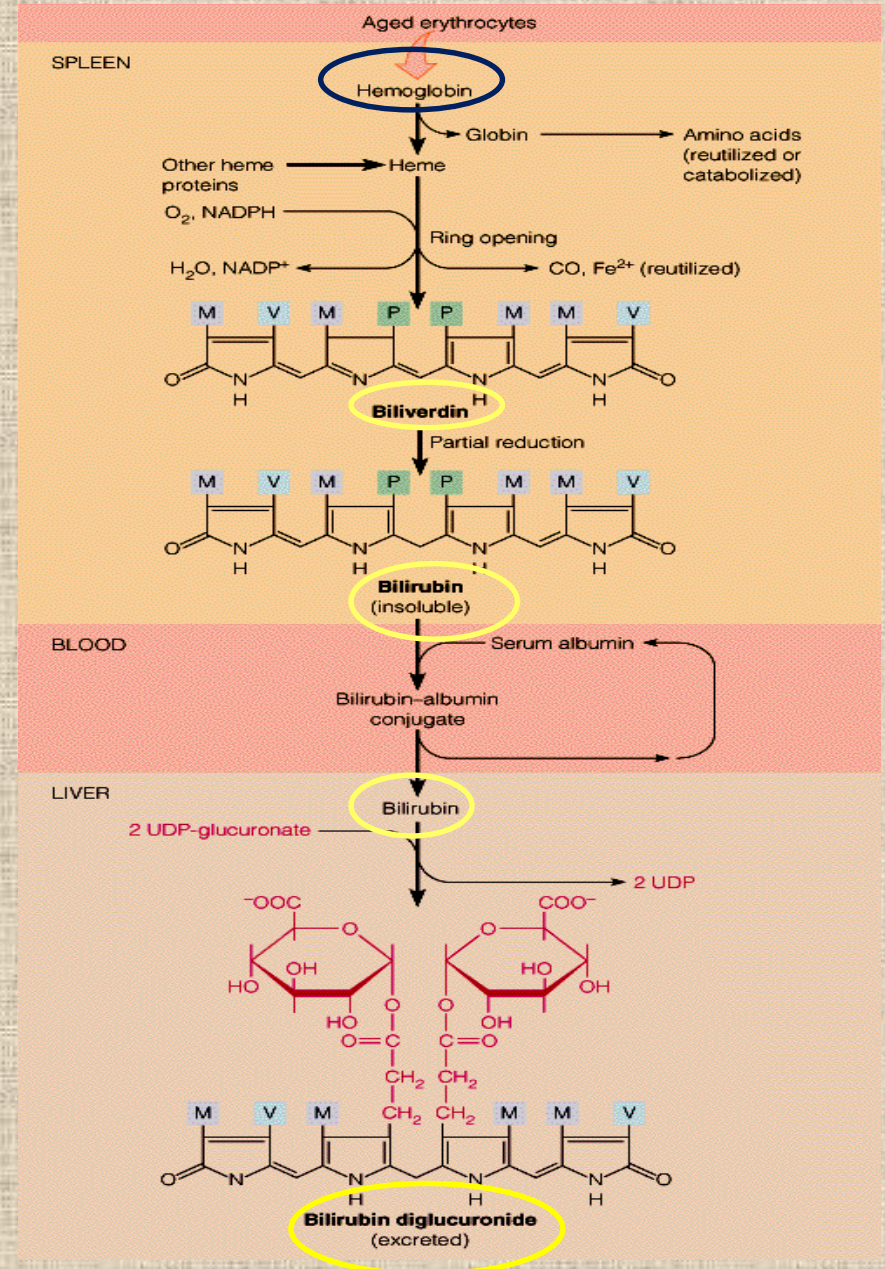 Aged erythrocytes
SPLEEN
Hemoglobin
Globin
Amino acids
(reutilized or
catabolized)
Other heme
proteins
Heme
O₂, NADPH
Ring opening
H₂O, NADP⁺
CO, Fe²⁺ (reutilized)
M V M P P M M V
O N N N N O
H H H
Biliverdin
Partial reduction
M V M P P M M V
O N N N N O
H H H H
Bilirubin
(insoluble)
BLOOD
Serum albumin
Bilirubin–albumin
conjugate
LIVER
Bilirubin
2 UDP-glucuronate
2 UDP
⁻OOC COO⁻
O O
OH HO
HO OH
HO O O OH
O=C C=O
CH₂ CH₂
M V M CH₂ CH₂ M M V
O N N N N O
H H H
Bilirubin diglucuronide
(excreted)